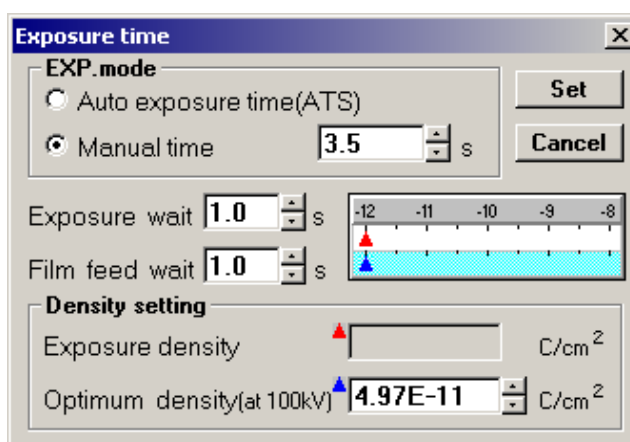 Exposure time
EXP.mode
Auto exposure time(ATS)
Set
Manual time 3.5 s
Cancel
Exposure wait 1.0 s
-12 -11 -10 -9 -8
Film feed wait 1.0 s
Density setting
Exposure density C/cm²
Optimum density(at 100kV) 4.97E-11 C/cm²